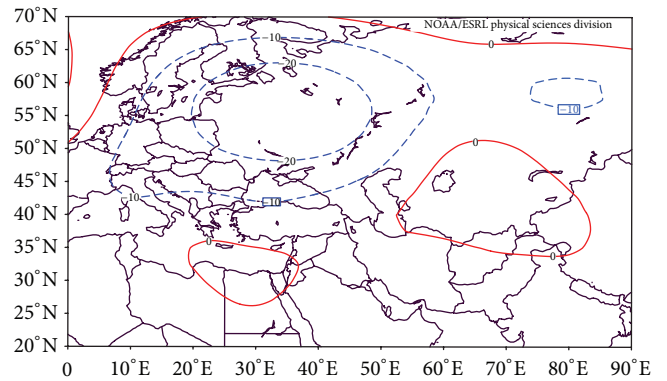 70°N
65°N
60°N
55°N
50°N
45°N
40°N
35°N
30°N
25°N
20°N
NOAA/ESRL physical sciences division
0
0
−10
−20
−10
−20
−10
−10
0
0
0
0
10°E
20°E
30°E
40°E
50°E
60°E
70°E
80°E
90°E